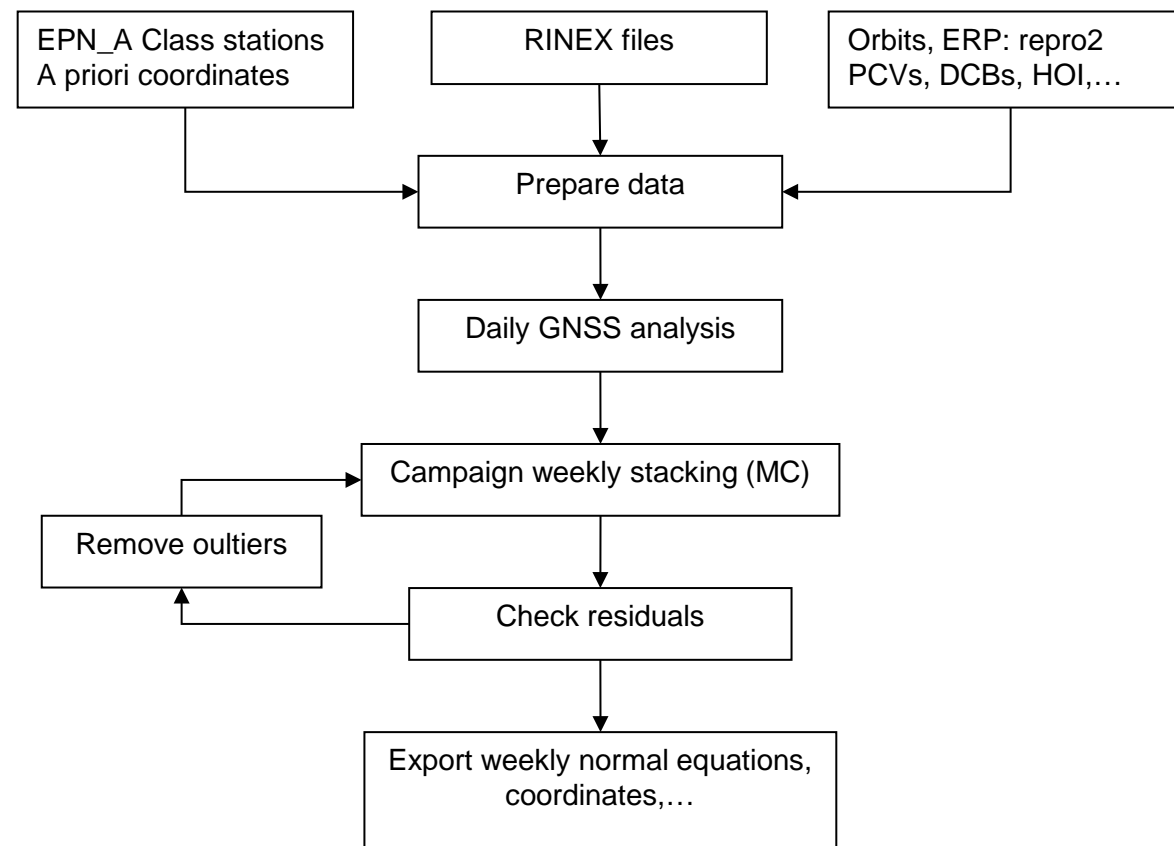 EPN_A Class stations
A priori coordinates
RINEX files
Orbits, ERP: repro2
PCVs, DCBs, HOI,…
Prepare data
Daily GNSS analysis
Campaign weekly stacking (MC)
Remove oultiers
Check residuals
Export weekly normal equations,
coordinates,…